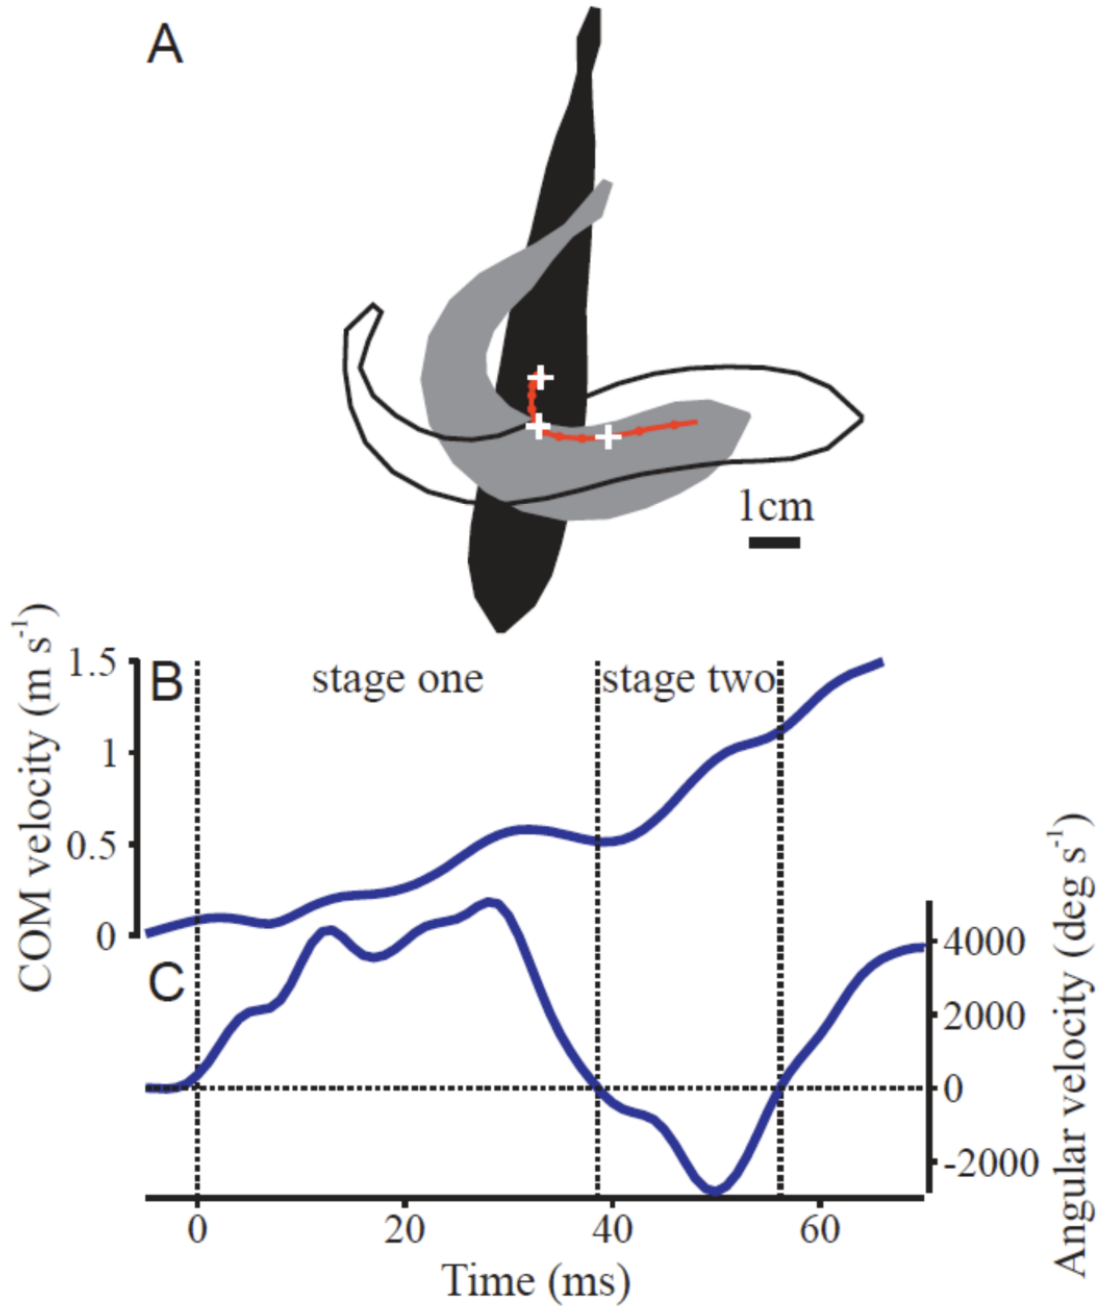 A
1cm
B
stage one
stage two
COM velocity (m s-1)
1.5
1
0.5
0
C
Angular velocity (deg s-1)
4000
2000
0
-2000
0
20
40
60
Time (ms)